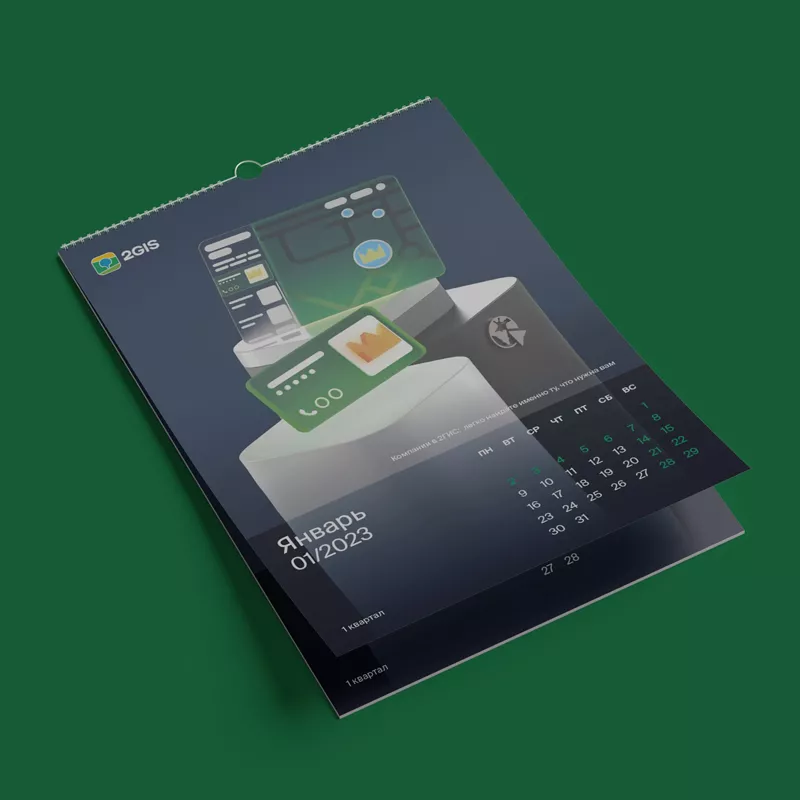 2GIS
Компании в 2ГИС: легко найдите именно ту, что нужна вам
ПН ВТ СР ЧТ ПТ СБ ВС
1
2 3 4 5 6 7 8
9 10 11 12 13 14 15
16 17 18 19 20 21 22
23 24 25 26 27 28 29
30 31
Январь
01/2023
1 квартал
27 28
1 квартал